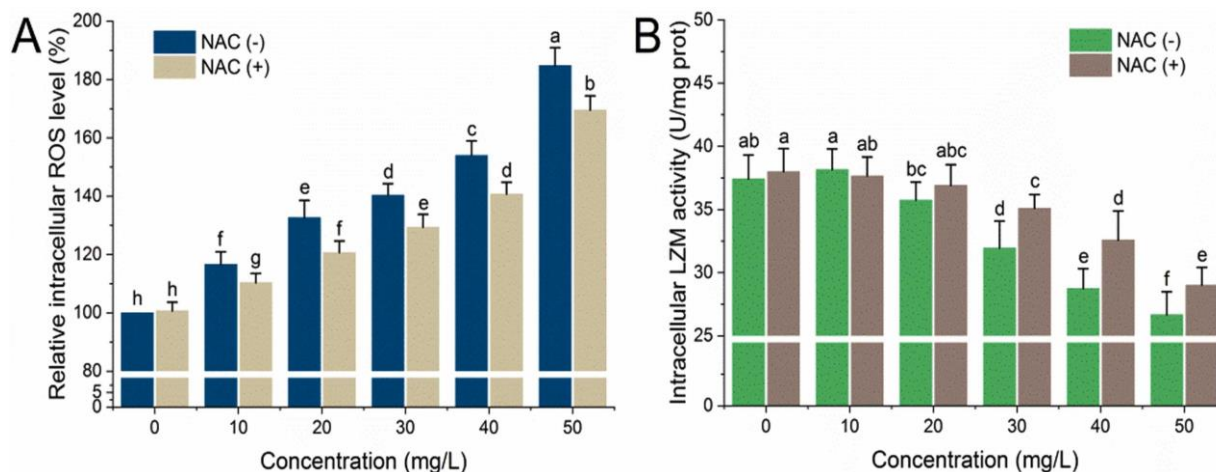 A
Relative intracellular ROS level (%)
200
180
160
140
120
100
80
5
0
NAC (-)
NAC (+)
h
h
f
g
e
f
d
e
c
d
a
b
0
10
20
30
40
50
Concentration (mg/L)
B
Intracellular LZM activity (U/mg prot)
50
45
40
35
30
25
0
NAC (-)
NAC (+)
ab
a
a
ab
bc
abc
d
c
e
d
f
e
0
10
20
30
40
50
Concentration (mg/L)